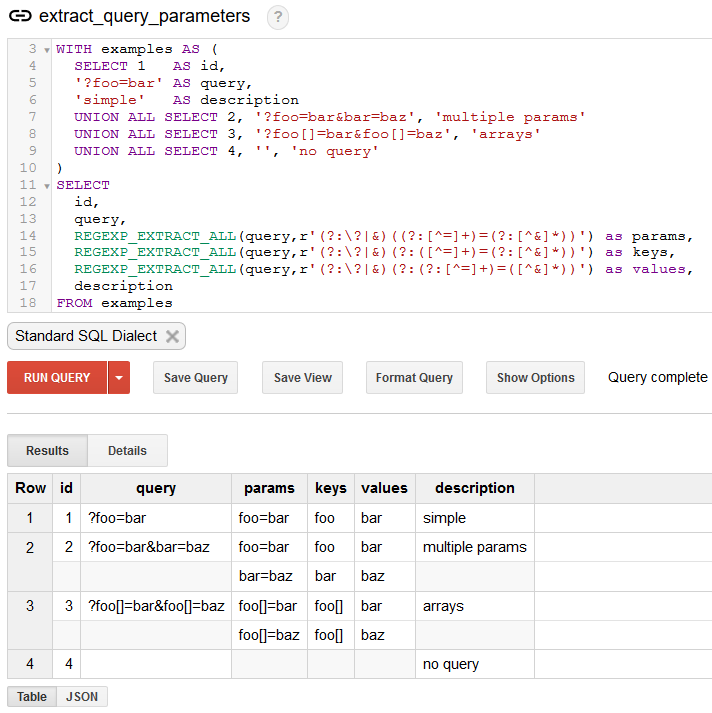 extract_query_parameters ?
3 WITH examples AS (
4 SELECT 1 AS id,
5 '?foo=bar' AS query,
6 'simple' AS description
7 UNION ALL SELECT 2, '?foo=bar&bar=baz', 'multiple params'
8 UNION ALL SELECT 3, '?foo[]=bar&foo[]=baz', 'arrays'
9 UNION ALL SELECT 4, '', 'no query'
10 )
11 SELECT
12 id,
13 query,
14 REGEXP_EXTRACT_ALL(query,r'(?:\?|&)((?:[^=]+)=(?:[^&]*))') as params,
15 REGEXP_EXTRACT_ALL(query,r'(?:\?|&)(?:([^=]+)=(?:[^&]*))') as keys,
16 REGEXP_EXTRACT_ALL(query,r'(?:\?|&)(?:(?:[^=]+)=([^&]*))') as values,
17 description
18 FROM examples
Standard SQL Dialect
RUN QUERY Save Query Save View Format Query Show Options Query complete
Results Details
Row id query params keys values description
1 1 ?foo=bar foo=bar foo bar simple
2 2 ?foo=bar&bar=baz foo=bar foo bar multiple params
bar=baz bar baz
3 3 ?foo[]=bar&foo[]=baz foo[]=bar foo[] bar arrays
foo[]=baz foo[] baz
4 4 no query
Table JSON